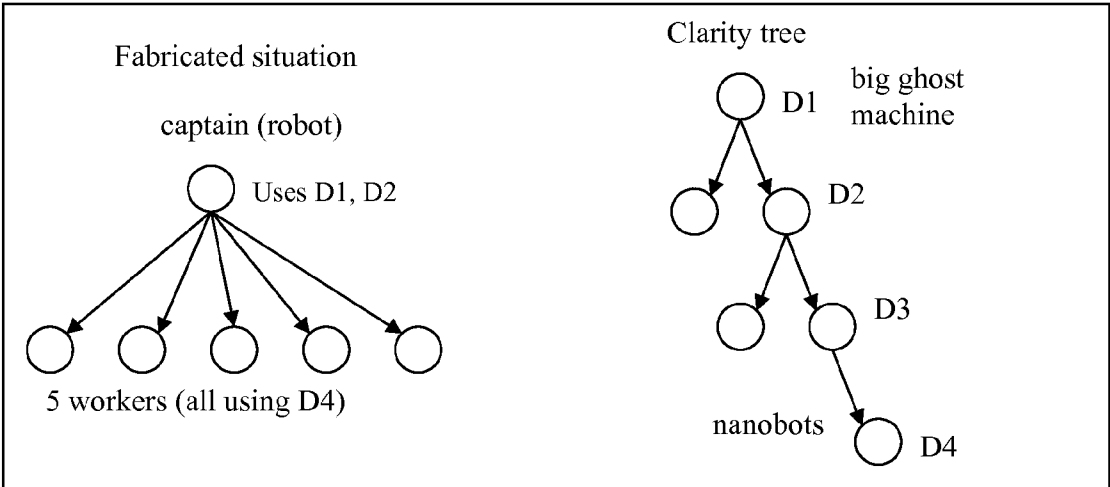 Fabricated situation
captain (robot)
Uses D1, D2
5 workers (all using D4)
Clarity tree
D1
big ghost
machine
D2
D3
nanobots
D4